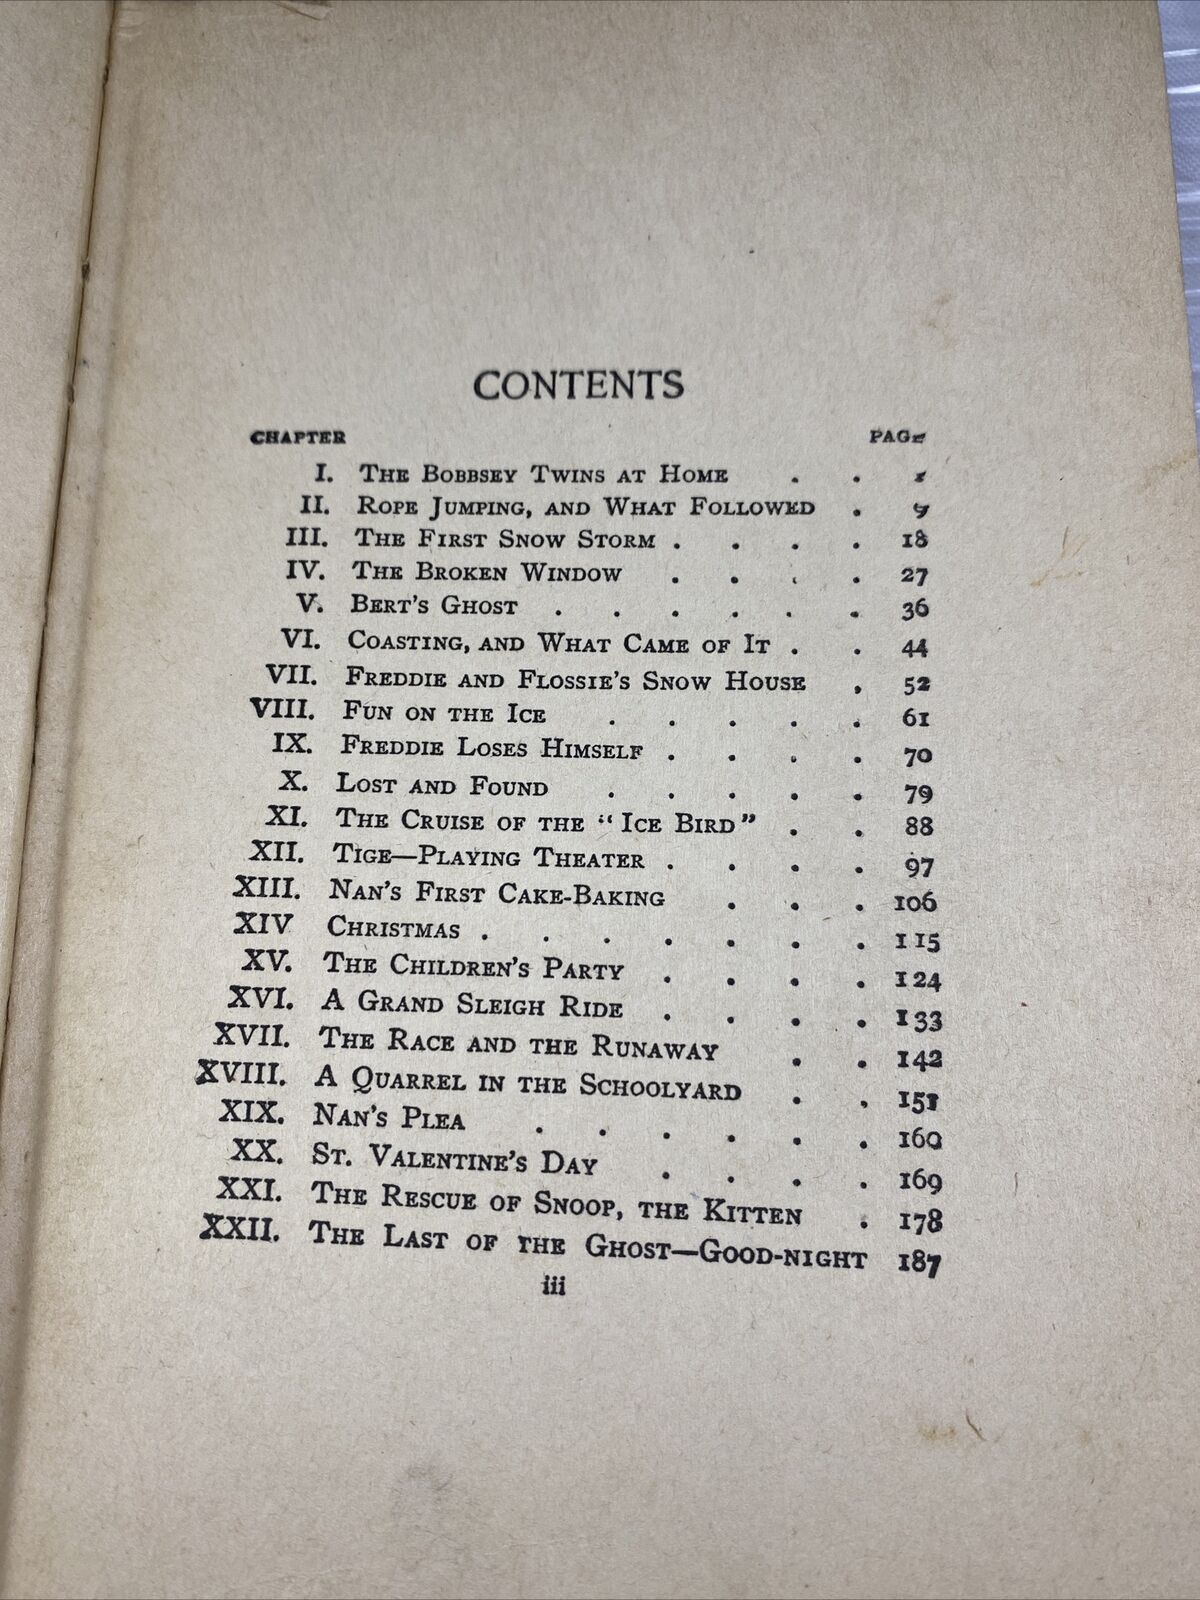 CONTENTS
CHAPTER PAGE
I. THE BOBBSEY TWINS AT HOME . . 1
II. ROPE JUMPING, AND WHAT FOLLOWED . 9
III. THE FIRST SNOW STORM . . . . 18
IV. THE BROKEN WINDOW . . . . 27
V. BERT'S GHOST . . . . . . 36
VI. COASTING, AND WHAT CAME OF IT . . 44
VII. FREDDIE AND FLOSSIE'S SNOW HOUSE . 52
VIII. FUN ON THE ICE . . . . . 61
IX. FREDDIE LOSES HIMSELF . . . . 70
X. LOST AND FOUND . . . . . 79
XI. THE CRUISE OF THE "ICE BIRD" . . 88
XII. TIGE—PLAYING THEATER . . . . 97
XIII. NAN'S FIRST CAKE-BAKING . . . 106
XIV CHRISTMAS . . . . . . . 115
XV. THE CHILDREN'S PARTY . . . . 124
XVI. A GRAND SLEIGH RIDE . . . . 133
XVII. THE RACE AND THE RUNAWAY . . 142
XVIII. A QUARREL IN THE SCHOOLYARD . . 151
XIX. NAN'S PLEA . . . . . . 160
XX. ST. VALENTINE'S DAY . . . . 169
XXI. THE RESCUE OF SNOOP, THE KITTEN . 178
XXII. THE LAST OF THE GHOST—GOOD-NIGHT 187
iii